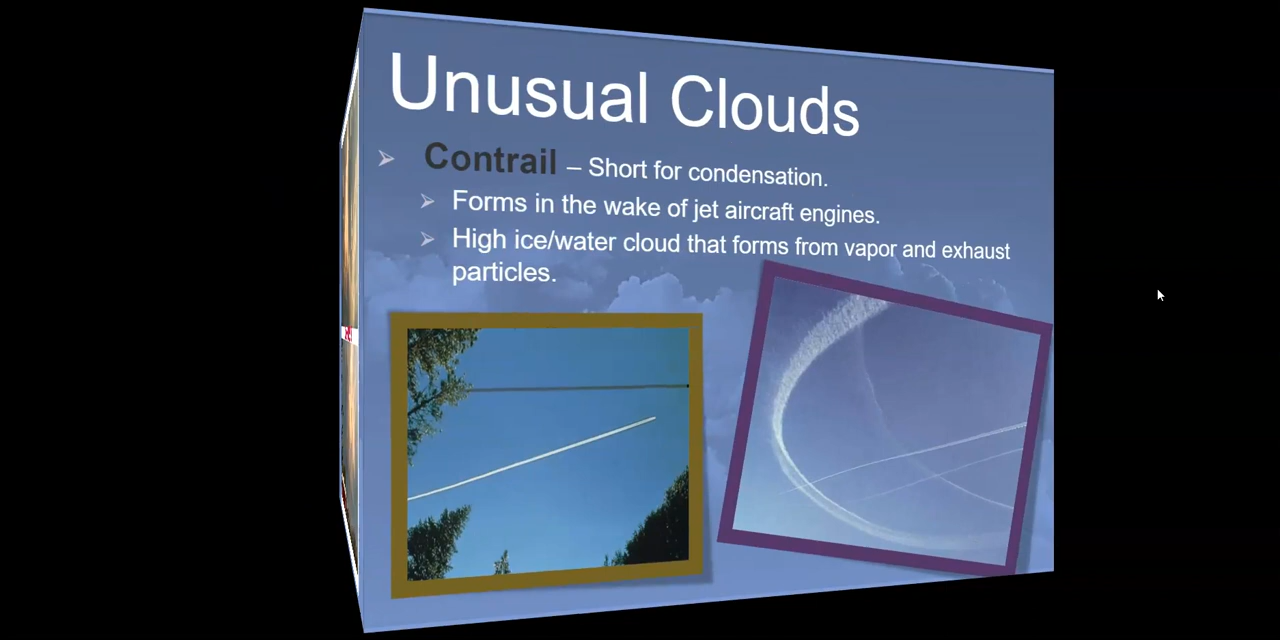 Unusual Clouds
Contrail – Short for condensation.
Forms in the wake of jet aircraft engines.
High ice/water cloud that forms from vapor and exhaust
particles.